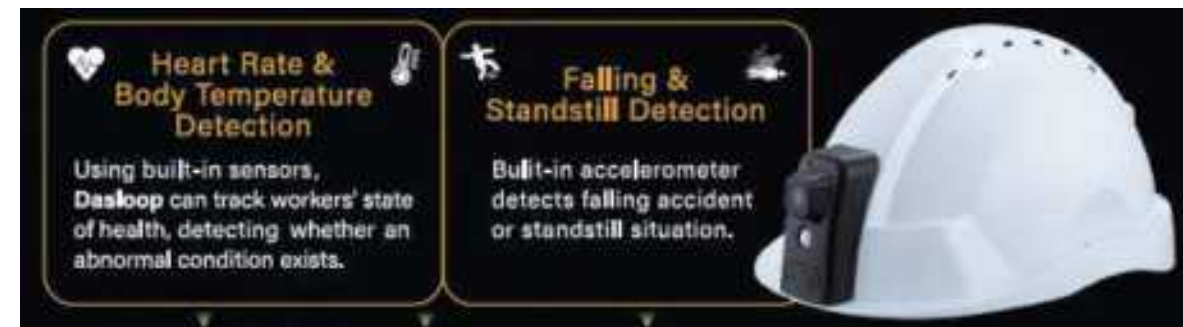 Heart Rate &
Body Temperature
Detection
Using built-in sensors,
Dasloop can track workers' state
of health, detecting whether an
abnormal condition exists.
Falling &
Standstill Detection
Built-in accelerometer
detects falling accident
or standstill situation.